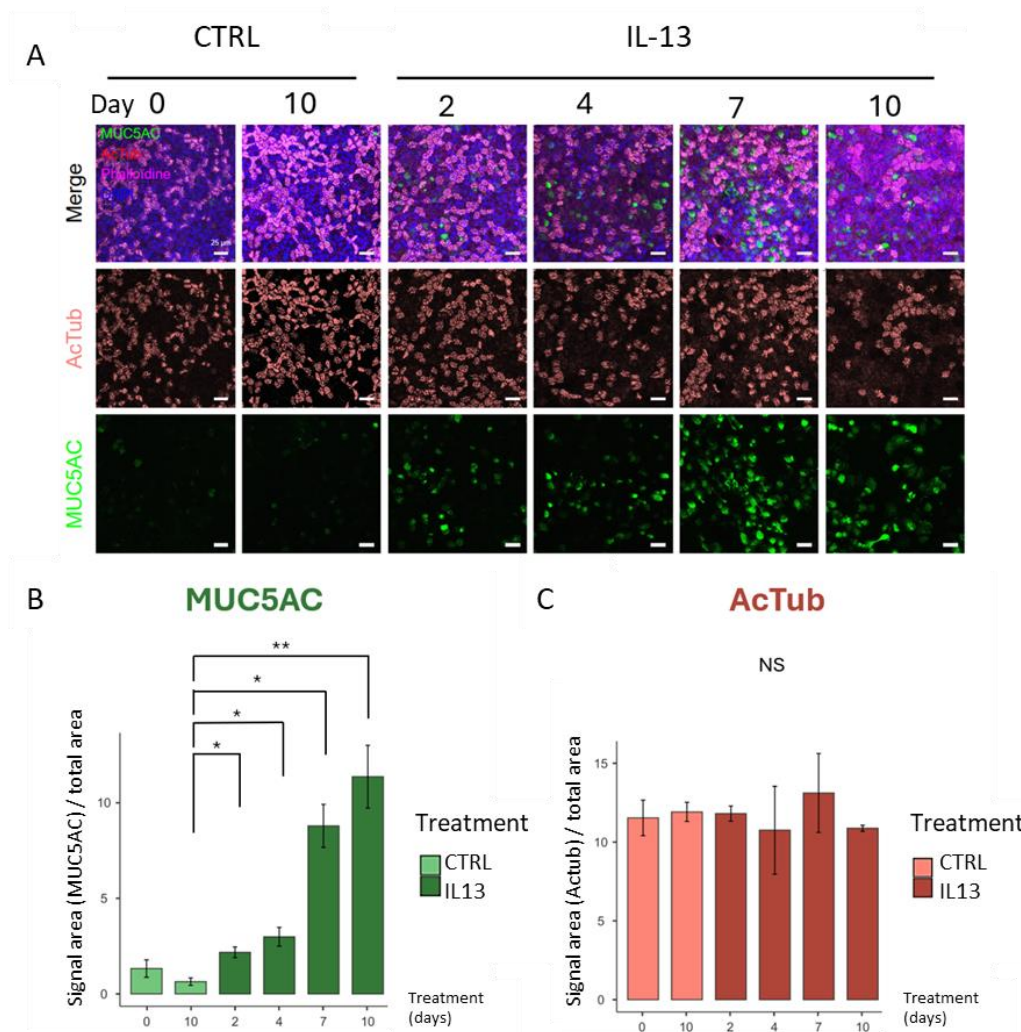 CTRL IL-13
A
Day 0 10 2 4 7 10
Merge
MUC5AC
AcTub
Phalloidine
25 µm
AcTub
MUC5AC
B MUC5AC
**
*
*
*
Signal area (MUC5AC) / total area
10
5
0
0 10 2 4 7 10
Treatment (days)
Treatment
CTRL
IL13
C AcTub
NS
Signal area (Actub) / total area
15
10
5
0
0 10 2 4 7 10
Treatment (days)
Treatment
CTRL
IL13